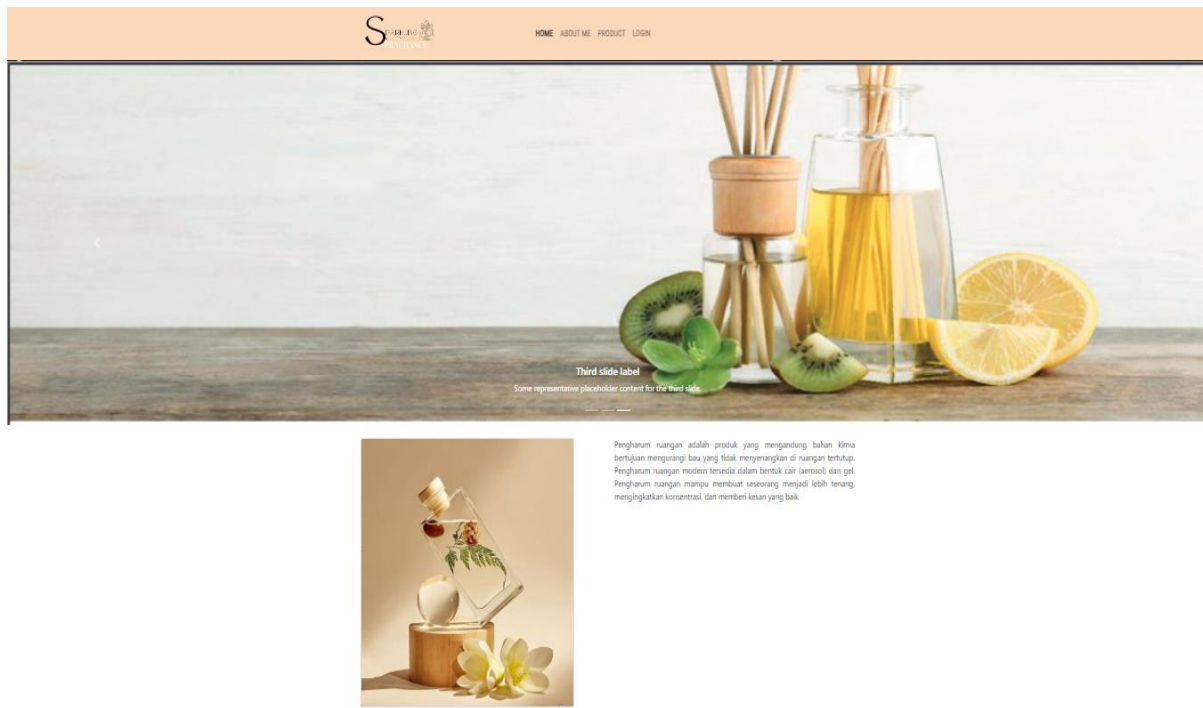 HOME ABOUT ME PRODUCT LOGIN
Third slide label
Some representative placeholder content for the third slide.
Pengharum ruangan adalah produk yang mengandung bahan kimia
bertujuan mengurangi bau yang tidak menyenangkan di ruangan tertutup.
Pengharum ruangan modern tersedia dalam bentuk cair (aerosol) dan gel.
Pengharum ruangan mampu membuat seseorang menjadi lebih tenang,
mengingkatkan konsentrasi, dan memberi kesan yang baik